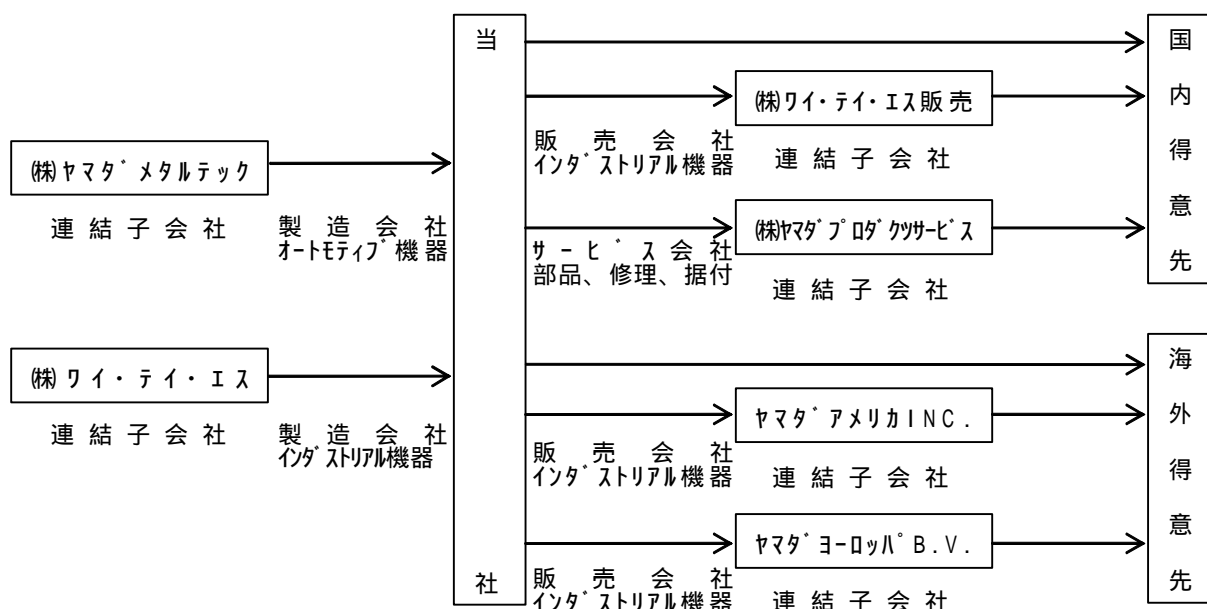 当社
国内得意先
㈱ワイ・テイ・エス販売
販売会社
インダストリアル機器
連結子会社
㈱ヤマダメタルテック
連結子会社
製造会社
オートモティブ機器
㈱ヤマダプロダクツサービス
サービス会社
部品、修理、据付
連結子会社
海外得意先
㈱ワイ・テイ・エス
連結子会社
製造会社
インダストリアル機器
ヤマダアメリカINC.
販売会社
インダストリアル機器
連結子会社
ヤマダヨーロッパB.V.
販売会社
インダストリアル機器
連結子会社